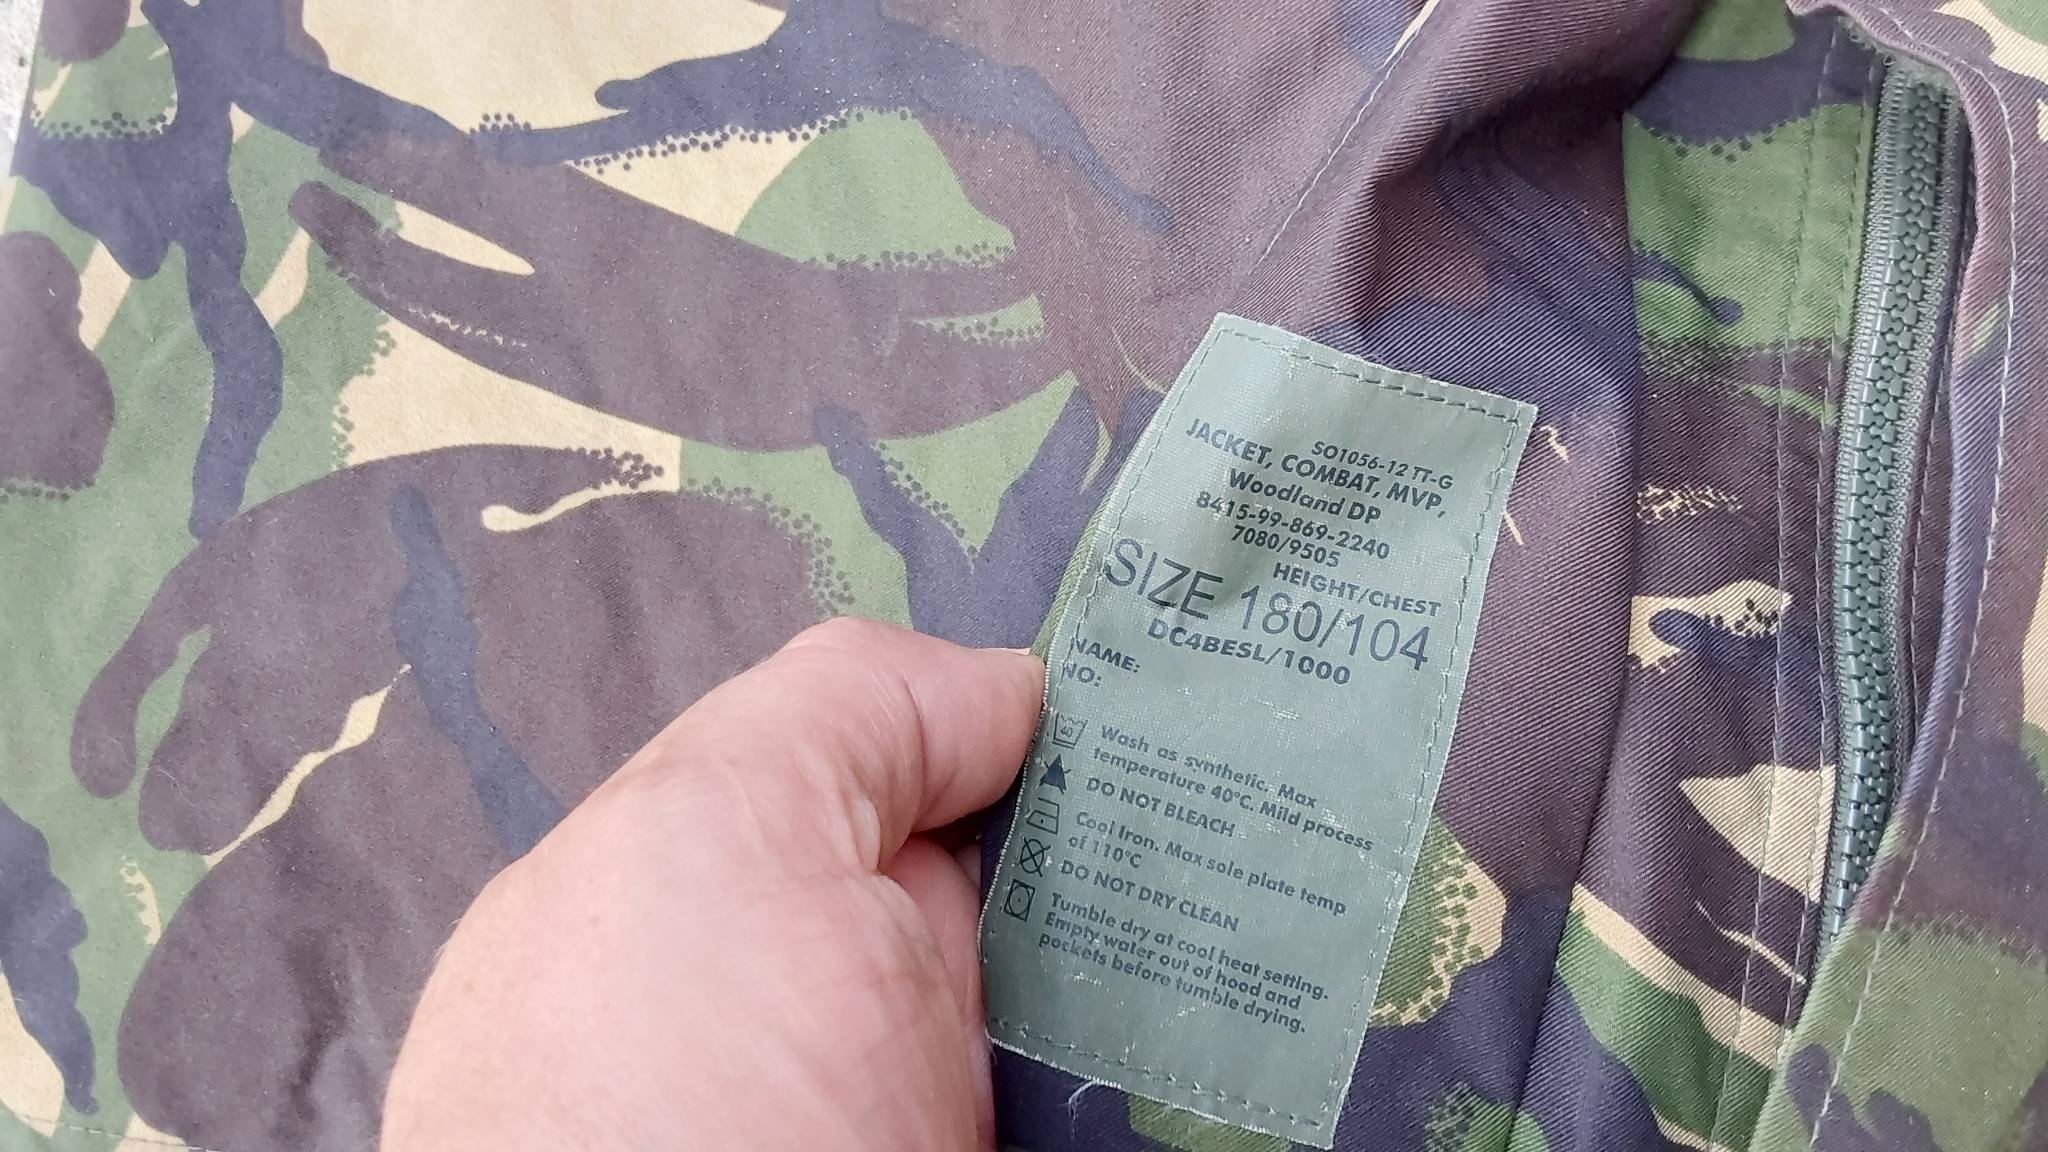 SO1056-12 TT-G
JACKET, COMBAT, MVP,
Woodland DP
8415-99-869-2240
7080/9505
HEIGHT/CHEST
SIZE 180/104
DC4BESL/1000
NAME:
NO:
40
Wash as synthetic. Max
temperature 40°C. Mild process
DO NOT BLEACH
Cool Iron. Max sole plate temp
of 110°C
DO NOT DRY CLEAN
Tumble dry at cool heat setting.
Empty water out of hood and
pockets before tumble drying.